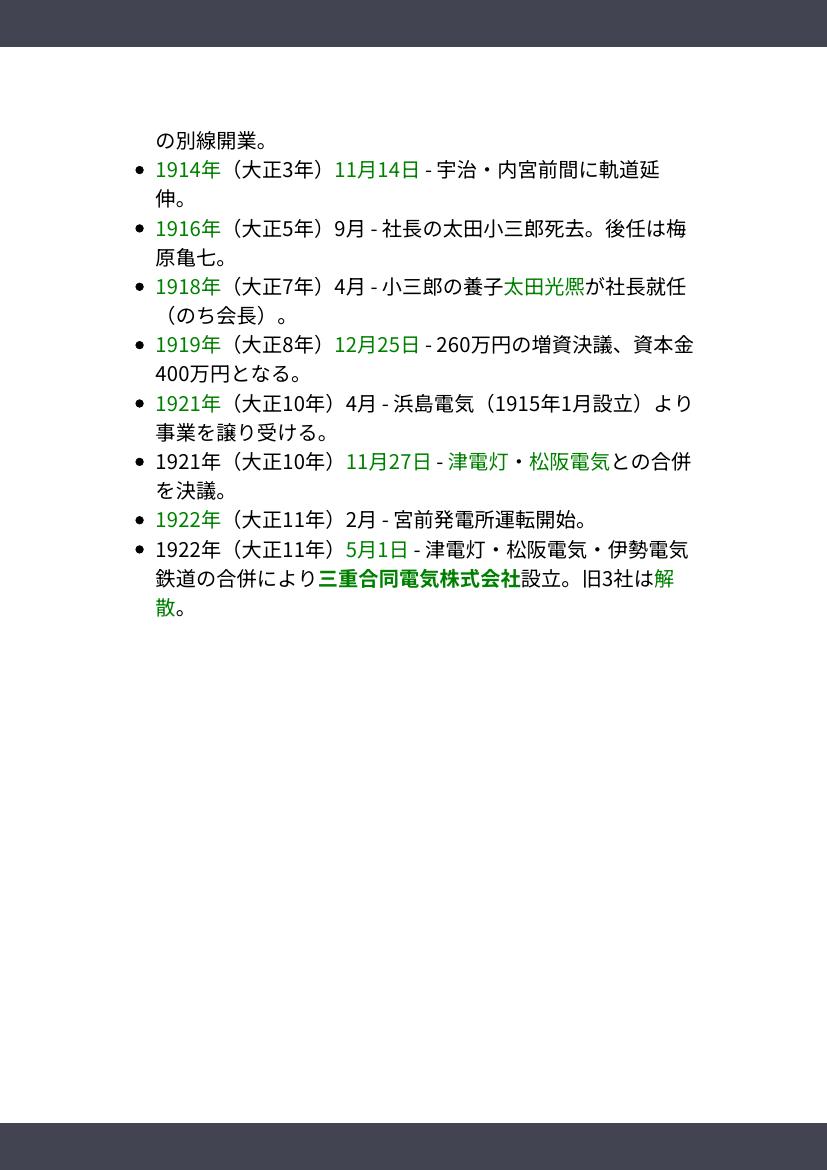 の別線開業。
• 1914年（大正3年）11月14日 - 宇治・内宮前間に軌道延
伸。
• 1916年（大正5年）9月 - 社長の太田小三郎死去。後任は梅
原亀七。
• 1918年（大正7年）4月 - 小三郎の養子太田光熈が社長就任
（のち会長）。
• 1919年（大正8年）12月25日 - 260万円の増資決議、資本金
400万円となる。
• 1921年（大正10年）4月 - 浜島電気（1915年1月設立）より
事業を譲り受ける。
• 1921年（大正10年）11月27日 - 津電灯・松阪電気との合併
を決議。
• 1922年（大正11年）2月 - 宮前発電所運転開始。
• 1922年（大正11年）5月1日 - 津電灯・松阪電気・伊勢電気
鉄道の合併により三重合同電気株式会社設立。旧3社は解
散。